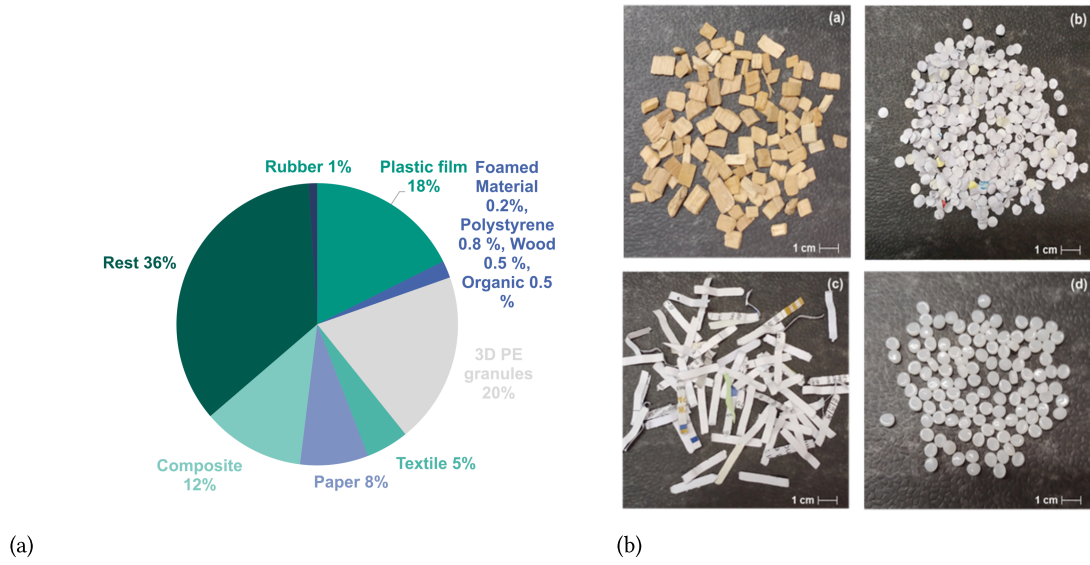 Rubber 1%
Plastic film
18%
Foamed
Material
0.2%,
Polystyrene
0.8 %, Wood
0.5 %,
Organic 0.5
%
Rest 36%
3D PE
granules
20%
Textile 5%
Paper 8%
Composite
12%
(a)
(a)
1 cm
(b)
1 cm
(c)
1 cm
(d)
1 cm
(b)